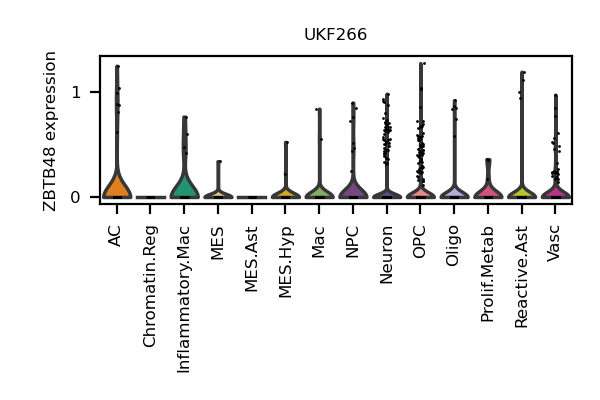 UKF266
ZBTB48 expression
1
0
AC
Chromatin.Reg
Inflammatory.Mac
MES
MES.Ast
MES.Hyp
Mac
NPC
Neuron
OPC
Oligo
Prolif.Metab
Reactive.Ast
Vasc